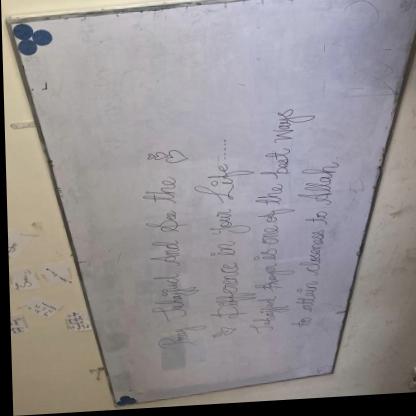 Pray Tahajjud And See the
Difference in your Life.....
Tahajjud Prayer is one of the best ways
to attain closeness to Allah